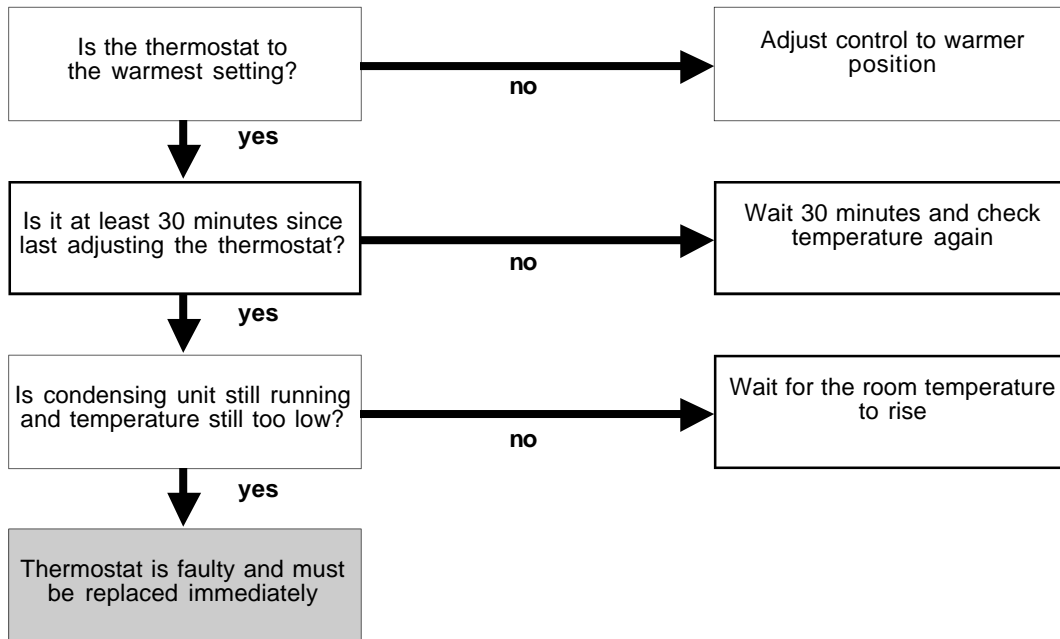 Is the thermostat to
the warmest setting?
no
Adjust control to warmer
position
yes
Is it at least 30 minutes since
last adjusting the thermostat?
no
Wait 30 minutes and check
temperature again
yes
Is condensing unit still running
and temperature still too low?
no
Wait for the room temperature
to rise
yes
Thermostat is faulty and must
be replaced immediately